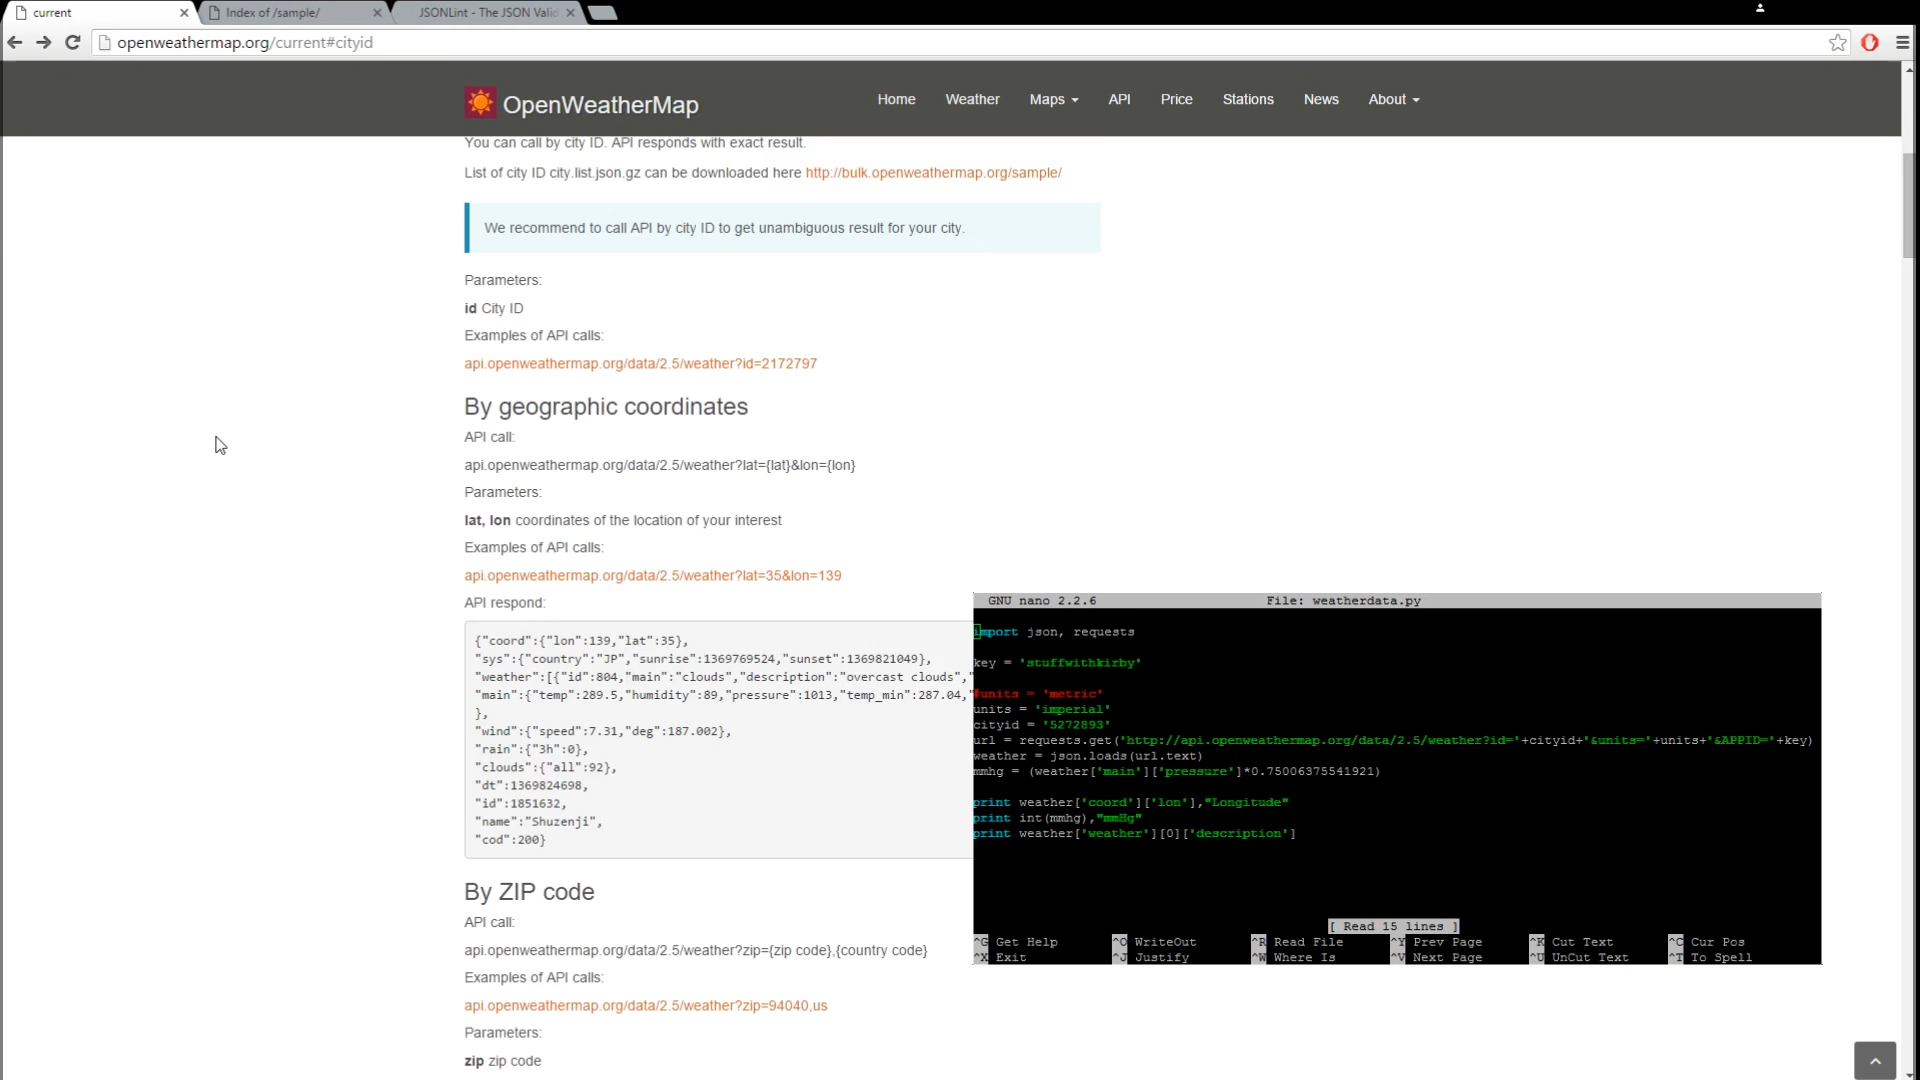 current
Index of /sample/
JSONLint - The JSON Valid
openweathermap.org/current#cityid
OpenWeatherMap
Home
Weather
Maps
API
Price
Stations
News
About
You can call by city ID. API responds with exact result.
List of city ID city.list.json.gz can be downloaded here http://bulk.openweathermap.org/sample/
We recommend to call API by city ID to get unambiguous result for your city.
Parameters:
id City ID
Examples of API calls:
api.openweathermap.org/data/2.5/weather?id=2172797
By geographic coordinates
API call:
api.openweathermap.org/data/2.5/weather?lat={lat}&lon={lon}
Parameters:
lat, lon coordinates of the location of your interest
Examples of API calls:
api.openweathermap.org/data/2.5/weather?lat=35&lon=139
API respond:
{"coord":{"lon":139,"lat":35},
"sys":{"country":"JP","sunrise":1369769524,"sunset":1369821049},
"weather":[{"id":804,"main":"clouds","description":"overcast clouds","
"main":{"temp":289.5,"humidity":89,"pressure":1013,"temp_min":287.04,"
},
"wind":{"speed":7.31,"deg":187.002},
"rain":{"3h":0},
"clouds":{"all":92},
"dt":1369824698,
"id":1851632,
"name":"Shuzenji",
"cod":200}
By ZIP code
API call:
api.openweathermap.org/data/2.5/weather?zip={zip code},{country code}
Examples of API calls:
api.openweathermap.org/data/2.5/weather?zip=94040,us
Parameters:
zip zip code
GNU nano 2.2.6 File: weatherdata.py
import json, requests
key = 'stuffwithkirby'
#units = 'metric'
units = 'imperial'
cityid = '5272893'
url = requests.get('http://api.openweathermap.org/data/2.5/weather?id='+cityid+'&units='+units+'&APPID='+key)
weather = json.loads(url.text)
mmhg = (weather['main']['pressure']*0.75006375541921)
print weather['coord']['lon'],"Longitude"
print int(mmhg),"mmHg"
print weather['weather'][0]['description']
[ Read 15 lines ]
^G Get Help ^O WriteOut ^R Read File ^Y Prev Page ^K Cut Text ^C Cur Pos
^X Exit ^J Justify ^W Where Is ^V Next Page ^U UnCut Text ^T To Spell